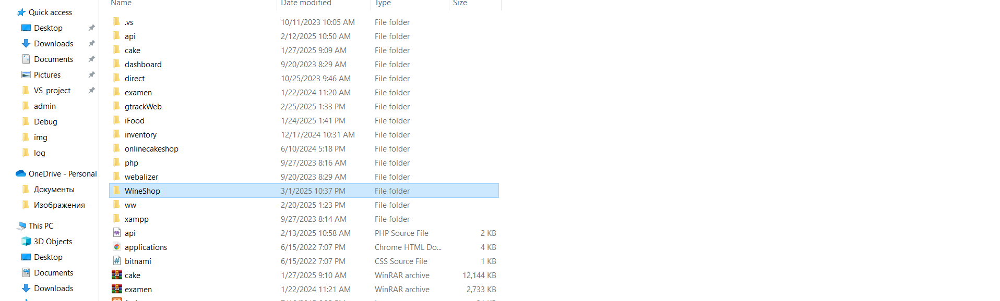 Quick access
Desktop
Downloads
Documents
Pictures
VS_project
admin
Debug
img
log
OneDrive - Personal
Документы
Изображения
This PC
3D Objects
Desktop
Documents
Downloads
Name Date modified Type Size
.vs 10/11/2023 10:05 AM File folder
api 2/12/2025 10:50 AM File folder
cake 1/27/2025 9:09 AM File folder
dashboard 9/20/2023 8:29 AM File folder
direct 10/25/2023 9:46 AM File folder
examen 1/22/2024 11:20 AM File folder
gtrackWeb 2/25/2025 1:33 PM File folder
iFood 1/24/2025 1:41 PM File folder
inventory 12/17/2024 10:31 AM File folder
onlinecakeshop 6/10/2024 5:18 PM File folder
php 9/27/2023 8:16 AM File folder
webalizer 9/20/2023 8:29 AM File folder
WineShop 3/1/2025 10:37 PM File folder
ww 2/20/2025 1:23 PM File folder
xampp 9/27/2023 8:14 AM File folder
api 2/13/2025 10:58 AM PHP Source File 2 KB
applications 6/15/2022 7:07 PM Chrome HTML Do... 4 KB
bitnami 6/15/2022 7:07 PM CSS Source File 1 KB
cake 1/27/2025 9:10 AM WinRAR archive 12,144 KB
examen 1/22/2024 11:21 AM WinRAR archive 2,733 KB